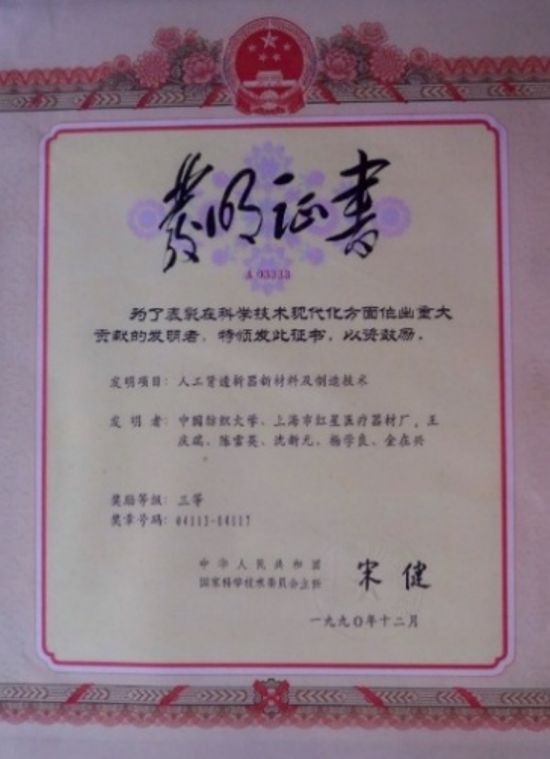 发明证书
A 03333
为了表彰在科学技术现代化方面作出重大
贡献的发明者，特颁发此证书，以资鼓励。
发明项目：人工肾透析器新材料及制造技术
发 明 者：中国纺织大学、上海市红星医疗器材厂，王
庆瑞、陈雪英、沈新元、杨学良、金在兴
奖励等级：三等
奖章号码：04113-04117
中华人民共和国
国家科学技术委员会主任
宋健
一九九〇年十二月